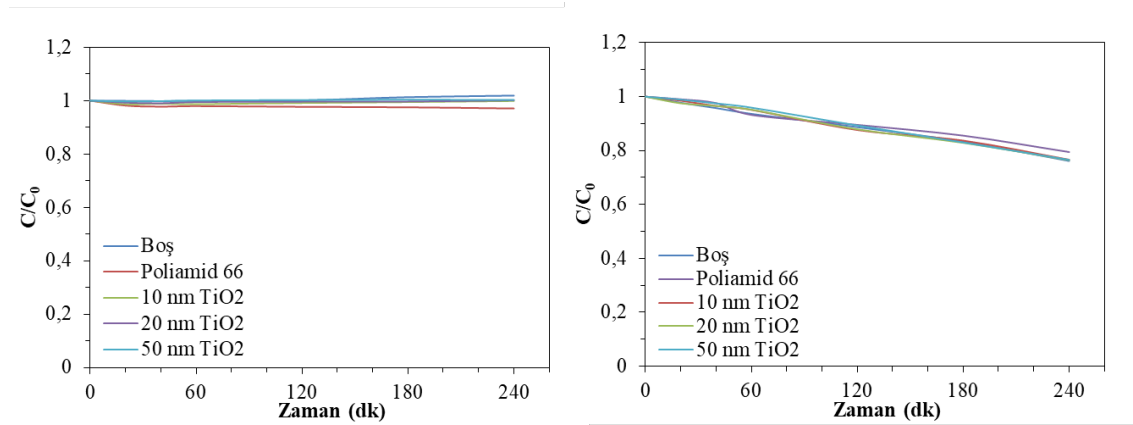 1,2
1
0,8
0,6
0,4
0,2
0
C/C0
Boş
Poliamid 66
10 nm TiO2
20 nm TiO2
50 nm TiO2
0 60 120 180 240
Zaman (dk)
1,2
1
0,8
0,6
0,4
0,2
0
C/C0
Boş
Poliamid 66
10 nm TiO2
20 nm TiO2
50 nm TiO2
0 60 120 180 240
Zaman (dk)